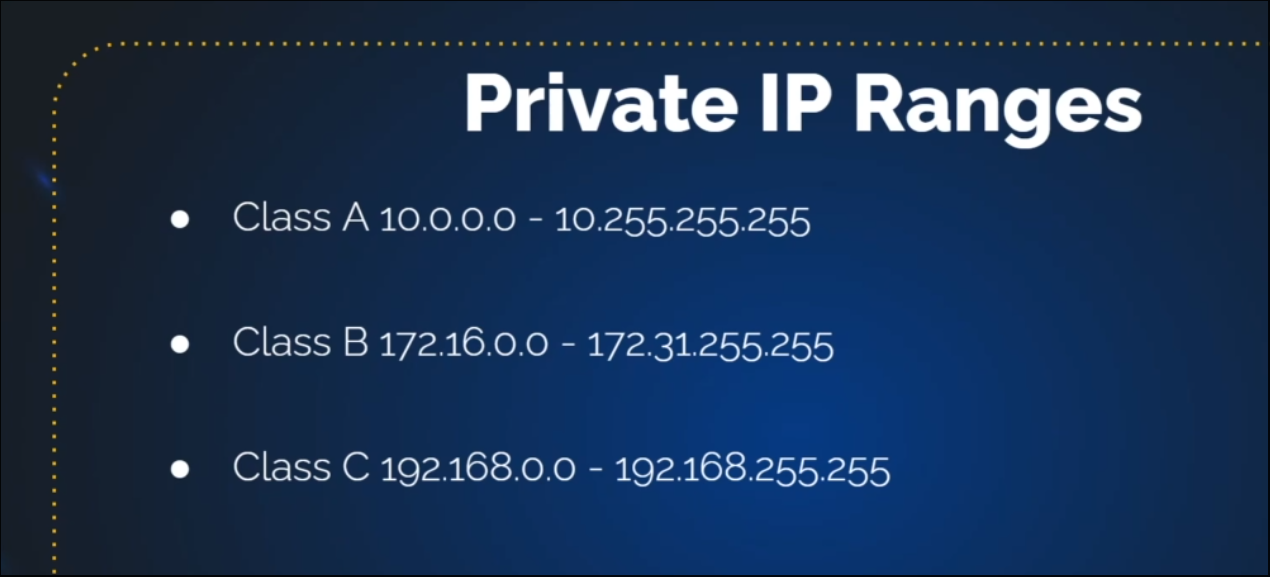 Private IP Ranges
● Class A 10.0.0.0 - 10.255.255.255
● Class B 172.16.0.0 - 172.31.255.255
● Class C 192.168.0.0 - 192.168.255.255